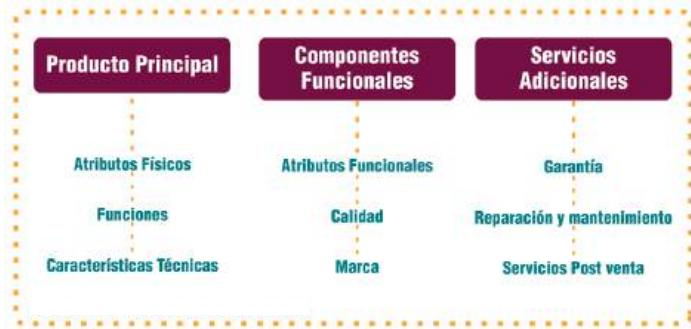 Producto Principal
Atributos Físicos
Funciones
Características Técnicas
Componentes
Funcionales
Atributos Funcionales
Calidad
Marca
Servicios
Adicionales
Garantía
Reparación y mantenimiento
Servicios Post venta